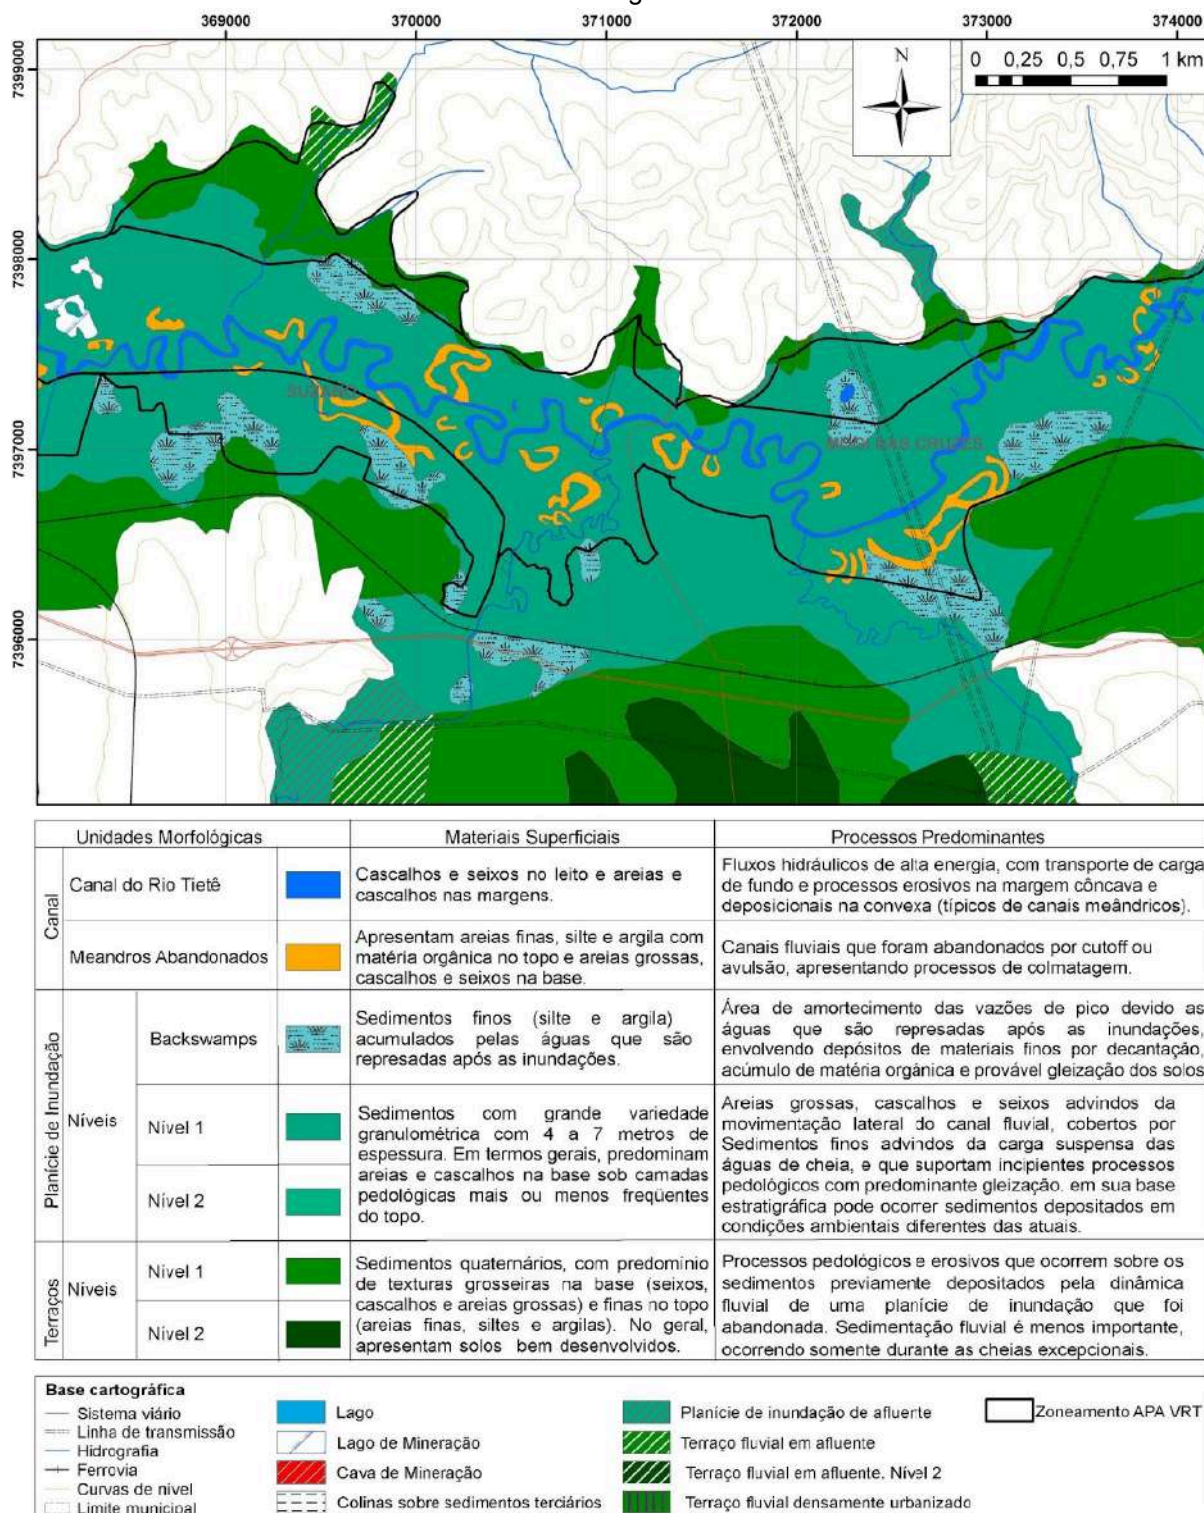 369000 370000 371000 372000 373000 374000
7399000
7398000
7397000
7396000
N
0 0,25 0,5 0,75 1 km
MOGI DAS CRUZES
Unidades Morfológicas
Materiais Superficiais
Processos Predominantes
Canal
Canal do Rio Tietê
Cascalhos e seixos no leito e areias e
cascalhos nas margens.
Fluxos hidráulicos de alta energia, com transporte de carga
de fundo e processos erosivos na margem côncava e
deposicionais na convexa (típicos de canais meândricos).
Meandros Abandonados
Apresentam areias finas, silte e argila com
matéria orgânica no topo e areias grossas,
cascalhos e seixos na base.
Canais fluviais que foram abandonados por cutoff ou
avulsão, apresentando processos de colmatagem.
Planície de Inundação
Níveis
Backswamps
Sedimentos finos (silte e argila)
acumulados pelas águas que são
represadas após as inundações.
Área de amortecimento das vazões de pico devido as
águas que são represadas após as inundações,
envolvendo depósitos de materiais finos por decantação,
acúmulo de matéria orgânica e provável gleização dos solos
Nível 1
Nível 2
Sedimentos com grande variedade
granulométrica com 4 a 7 metros de
espessura. Em termos gerais, predominam
areias e cascalhos na base sob camadas
pedológicas mais ou menos freqüentes
do topo.
Areias grossas, cascalhos e seixos advindos da
movimentação lateral do canal fluvial, cobertos por
Sedimentos finos advindos da carga suspensa das
águas de cheia, e que suportam incipientes processos
pedológicos com predominante gleização. em sua base
estratigráfica pode ocorrer sedimentos depositados em
condições ambientais diferentes das atuais.
Terraços
Níveis
Nível 1
Nível 2
Sedimentos quaternários, com predomínio
de texturas grosseiras na base (seixos,
cascalhos e areias grossas) e finas no topo
(areias finas, siltes e argilas). No geral,
apresentam solos bem desenvolvidos.
Processos pedológicos e erosivos que ocorrem sobre os
sedimentos previamente depositados pela dinâmica
fluvial de uma planície de inundação que foi
abandonada. Sedimentação fluvial é menos importante,
ocorrendo somente durante as cheias excepcionais.
Base cartográfica
Sistema viário
Linha de transmissão
Hidrografia
Ferrovia
Curvas de nível
Limite municipal
Lago
Lago de Mineração
Cava de Mineração
Colinas sobre sedimentos terciários
Planície de inundação de afluerte
Terraço fluvial em afluente
Terraço fluvial em afluente. Nível 2
Terraço fluvial densamente urbanizado
Zoneamento APA VRT